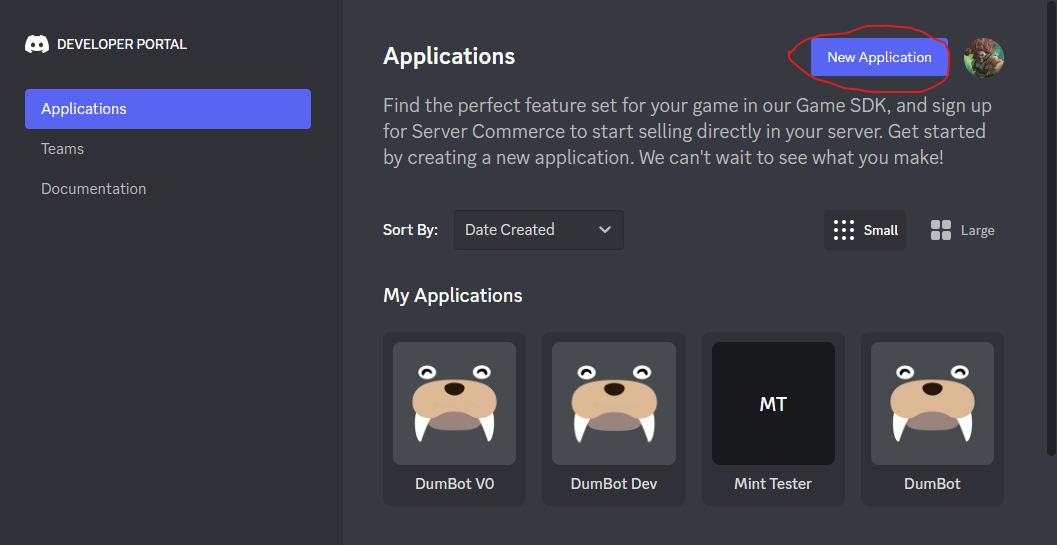 DEVELOPER PORTAL
Applications
Teams
Documentation
Applications
New Application
Find the perfect feature set for your game in our Game SDK, and sign up
for Server Commerce to start selling directly in your server. Get started
by creating a new application. We can't wait to see what you make!
Sort By: Date Created
Small
Large
My Applications
MT
DumBot V0
DumBot Dev
Mint Tester
DumBot